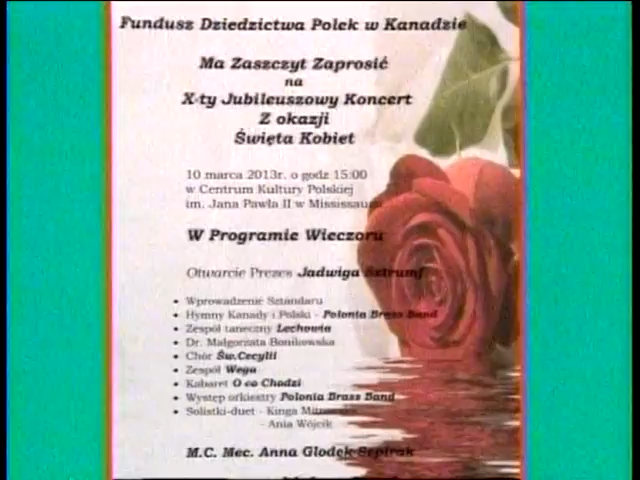 Fundusz Dziedzictwa Polek w Kanadzie
Ma Zaszczyt Zaprosić
na
X-ty Jubileuszowy Koncert
Z okazji
Święta Kobiet
10 marca 2013r. o godz 15:00
w Centrum Kultury Polskiej
im. Jana Pawła II w Mississauga
W Programie Wieczoru
Otwarcie Prezes Jadwiga Sztrumf
• Wprowadzenie Sztandaru
• Hymny Kanady i Polski - Polonia Brass Band
• Zespół taneczny Lechowia
• Dr. Małgorzata Bonikowska
• Chór Św.Cecylii
• Zespół Wega
• Kabaret O co Chodzi
• Występ orkiestry Polonia Brass Band
• Solistki-duet - Kinga
- Ania Wójcik
M.C. Mec. Anna Głodek